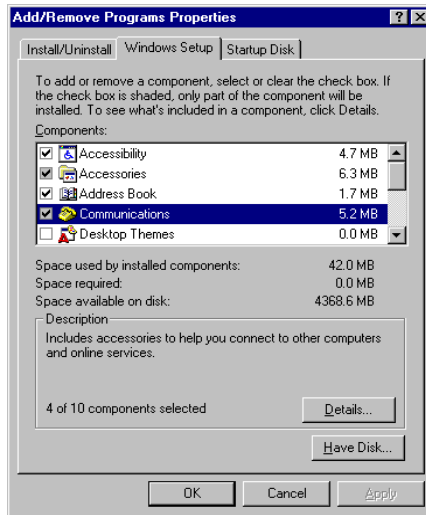 Add/Remove Programs Properties
Install/Uninstall Windows Setup Startup Disk
To add or remove a component, select or clear the check box. If
the check box is shaded, only part of the component will be
installed. To see what's included in a component, click Details.
Components:
Accessibility 4.7 MB
Accessories 6.3 MB
Address Book 1.7 MB
Communications 5.2 MB
Desktop Themes 0.0 MB
Space used by installed components: 42.0 MB
Space required: 0.0 MB
Space available on disk: 4368.6 MB
Description
Includes accessories to help you connect to other computers
and online services.
4 of 10 components selected Details...
Have Disk...
OK Cancel Apply